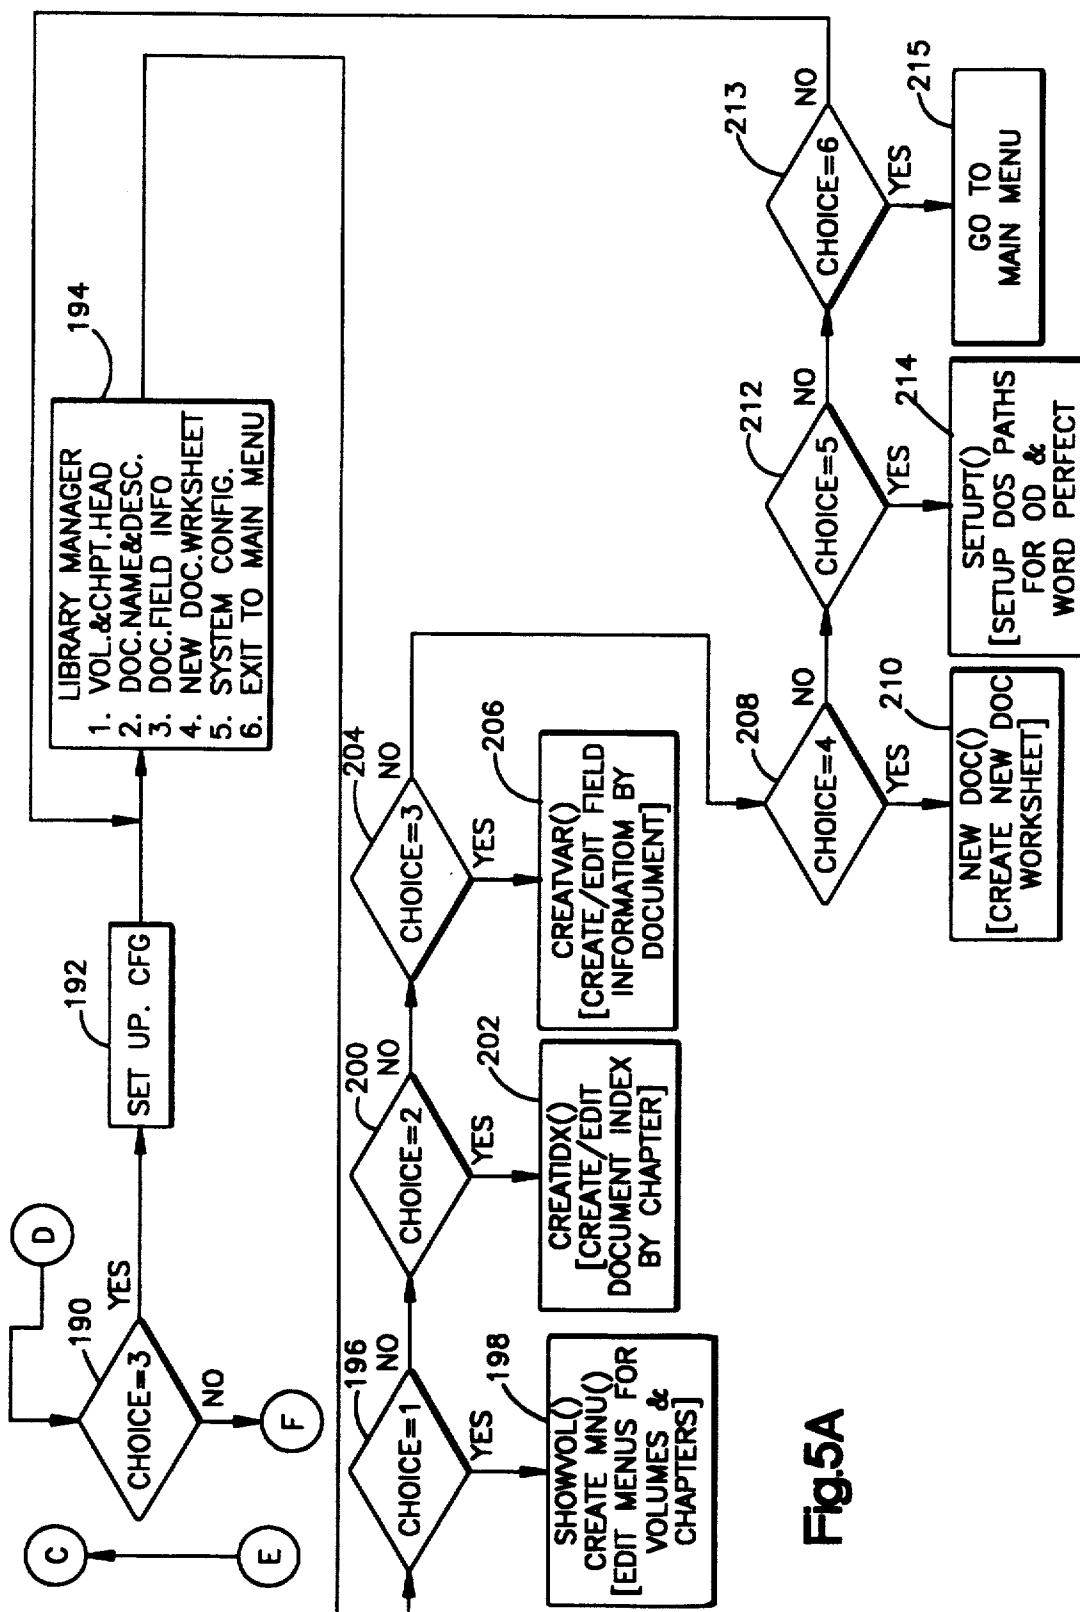 C
E
D
190
CHOICE=3
YES
NO
F
192
SET UP. CFG
194
LIBRARY MANAGER
1. VOL.&CHPT.HEAD
2. DOC.NAME&DESC.
3. DOC.FIELD INFO
4. NEW DOC.WRKSHEET
5. SYSTEM CONFIG.
6. EXIT TO MAIN MENU
196
CHOICE=1
NO
YES
198
SHOWVOL()
CREATE MNU()
[EDIT MENUS FOR
VOLUMES &
CHAPTERS]
200
CHOICE=2
NO
YES
202
CREATIDX()
[CREATE/EDIT
DOCUMENT INDEX
BY CHAPTER]
204
CHOICE=3
NO
YES
206
CREATVAR()
[CREATE/EDIT FIELD
INFORMATIOM BY
DOCUMENT]
208
CHOICE=4
NO
YES
210
NEW DOC()
[CREATE NEW DOC
WORKSHEET]
212
CHOICE=5
NO
YES
214
SETUPT()
[SETUP DOS PATHS
FOR OD &
WORD PERFECT
213
CHOICE=6
NO
YES
215
GO TO
MAIN MENU
Fig.5A